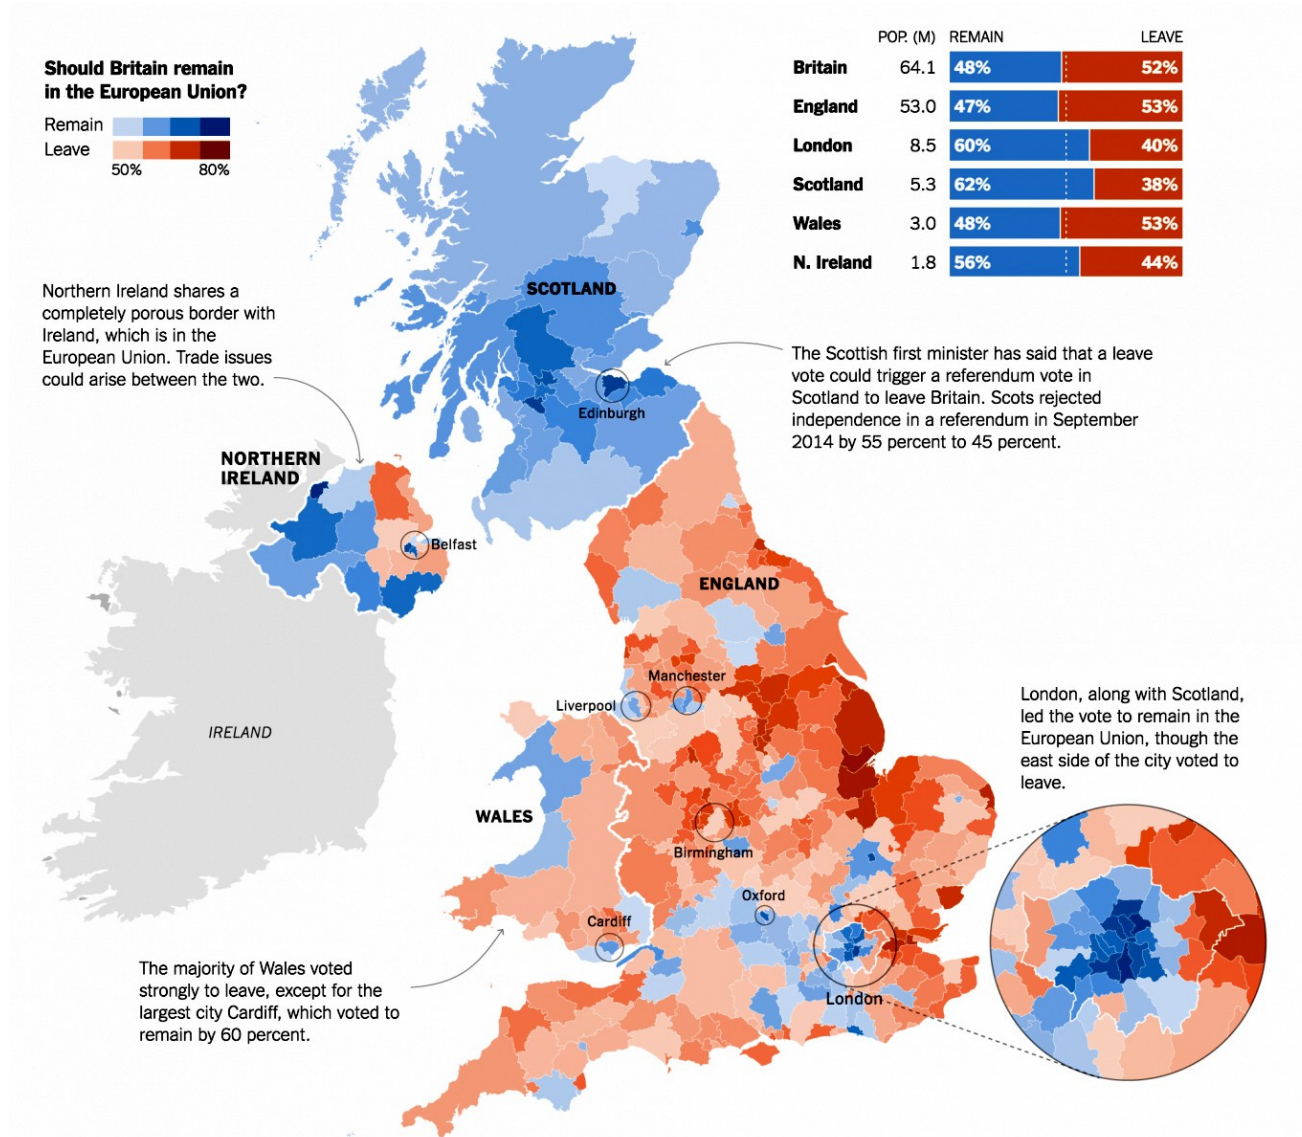 Should Britain remain
in the European Union?
Remain
Leave
50% 80%
POP. (M) REMAIN LEAVE
Britain 64.1 48% 52%
England 53.0 47% 53%
London 8.5 60% 40%
Scotland 5.3 62% 38%
Wales 3.0 48% 53%
N. Ireland 1.8 56% 44%
Northern Ireland shares a
completely porous border with
Ireland, which is in the
European Union. Trade issues
could arise between the two.
SCOTLAND
Edinburgh
The Scottish first minister has said that a leave
vote could trigger a referendum vote in
Scotland to leave Britain. Scots rejected
independence in a referendum in September
2014 by 55 percent to 45 percent.
NORTHERN
IRELAND
Belfast
ENGLAND
Manchester
Liverpool
IRELAND
London, along with Scotland,
led the vote to remain in the
European Union, though the
east side of the city voted to
leave.
WALES
Birmingham
Oxford
Cardiff
London
The majority of Wales voted
strongly to leave, except for the
largest city Cardiff, which voted to
remain by 60 percent.